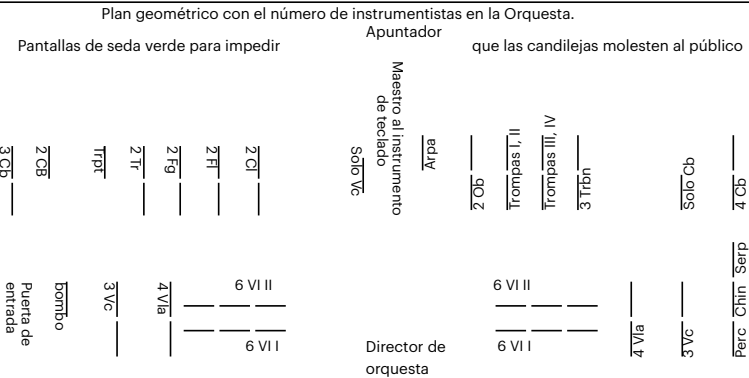 Plan geométrico con el número de instrumentistas en la Orquesta.
Apuntador
Pantallas de seda verde para impedir
que las candilejas molesten al público
3 Cb
2 CB
Trpt
2 Tr
2 Fg
2 Fl
2 Cl
Solo Vc
Maestro al instrumento
de teclado
Arpa
2 Ob
Trompas I, II
Trompas III, IV
3 Trbn
Solo Cb
4 Cb
Puerta de
entrada
bombo
3 Vc
4 Vla
6 VI II
6 VI I
Director de
orquesta
6 VI II
6 VI I
4 Vla
3 Vc
Serp
Chin
Perc